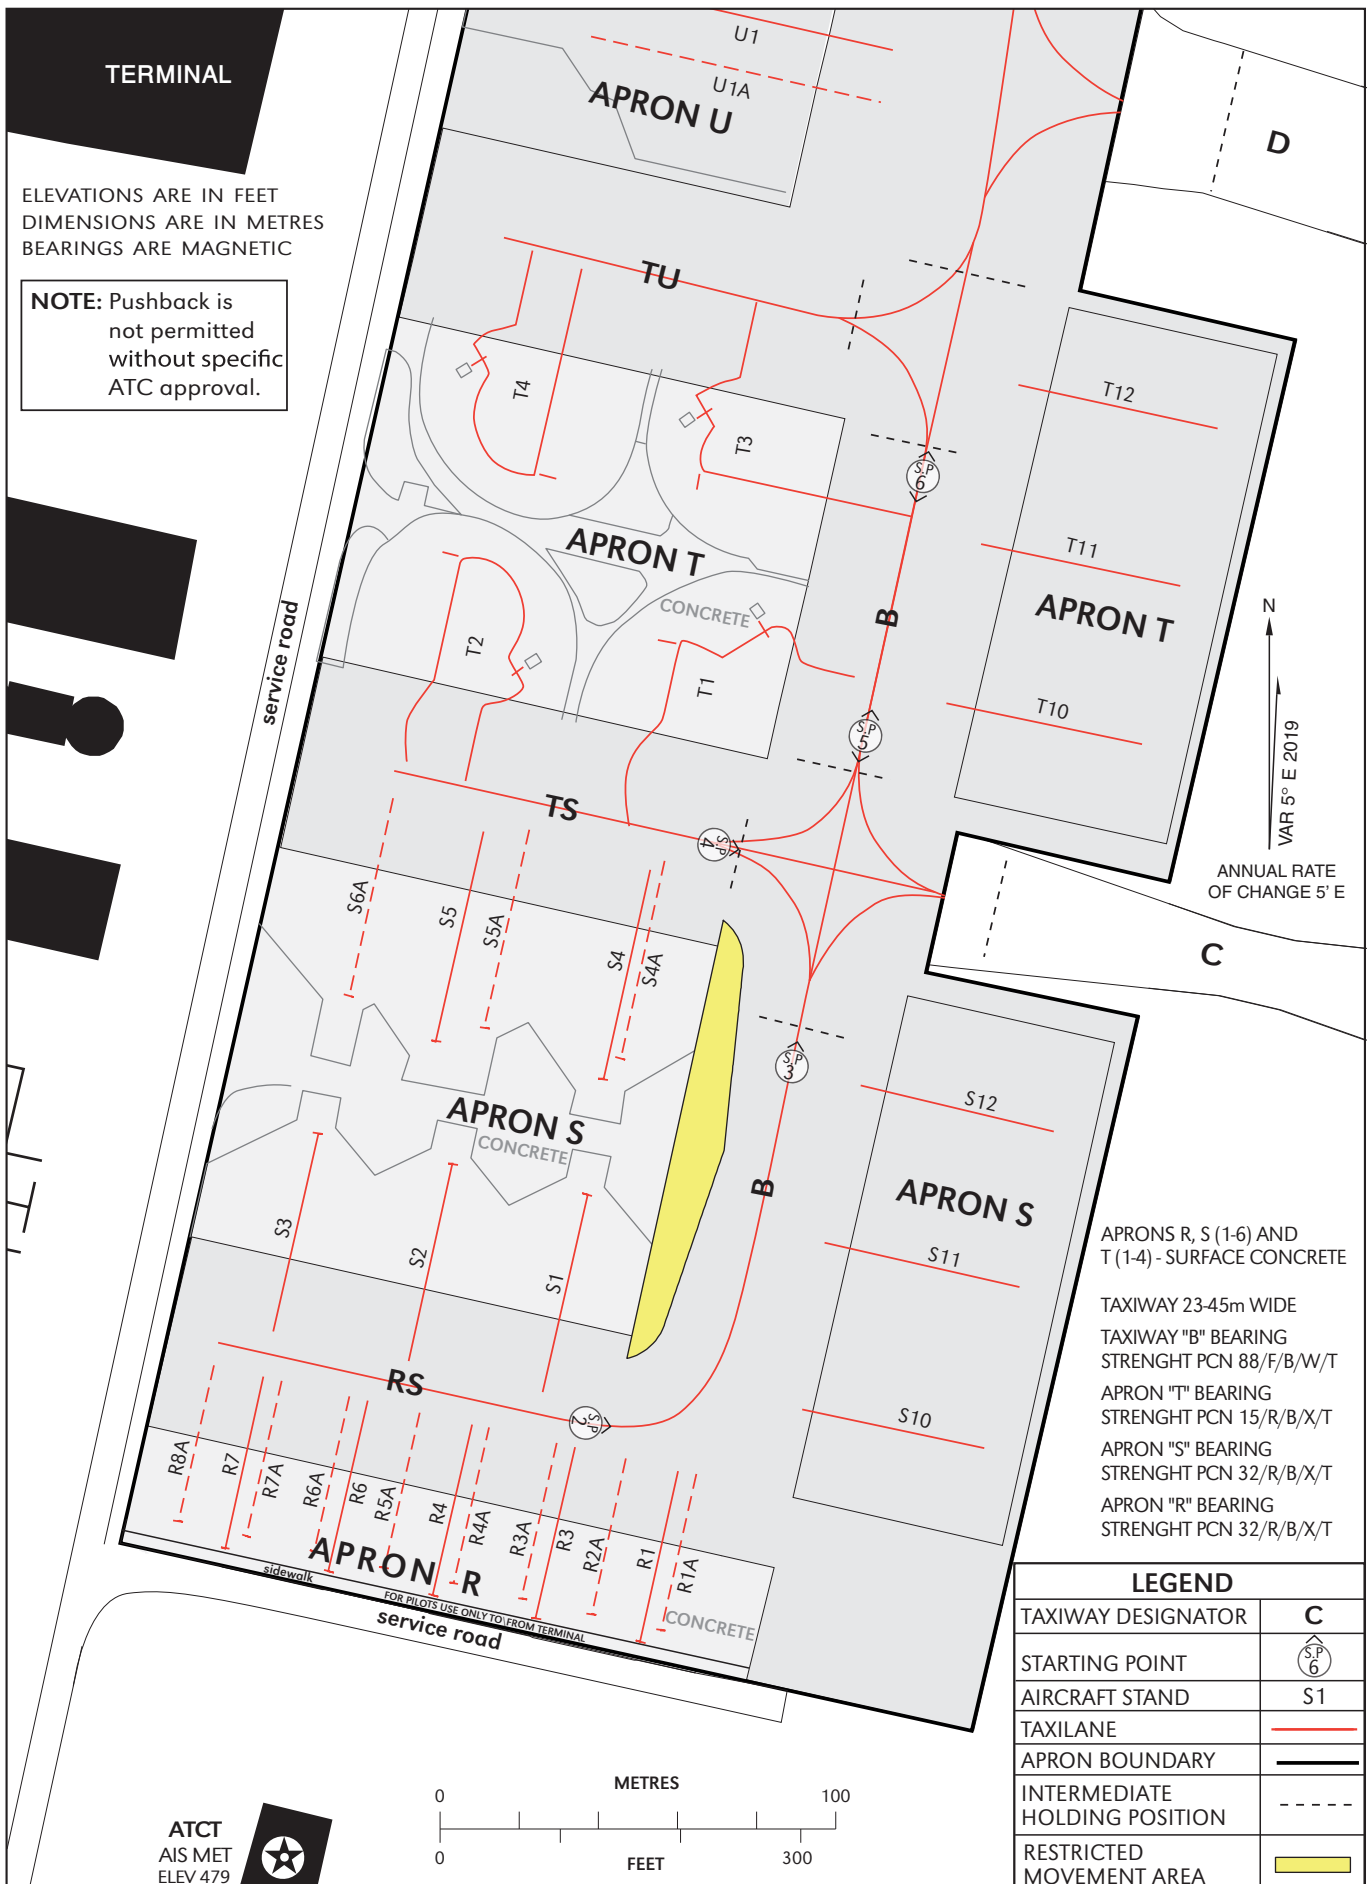 TERMINAL
U1
U1A
APRON U
D
ELEVATIONS ARE IN FEET
DIMENSIONS ARE IN METRES
BEARINGS ARE MAGNETIC
NOTE: Pushback is
not permitted
without specific
ATC approval.
TU
T4
T3
T12
S.P
6
APRON T
CONCRETE
T11
APRON T
B
N
service road
T2
T1
T10
S.P
5
VAR 5° E 2019
ANNUAL RATE
OF CHANGE 5' E
TS
S.P
4
S6A
S5
S5A
S4
S4A
C
S.P
3
S12
APRON S
CONCRETE
B
APRON S
S3
S2
S1
S11
APRONS R, S (1-6) AND
T (1-4) - SURFACE CONCRETE
TAXIWAY 23-45m WIDE
TAXIWAY "B" BEARING
STRENGHT PCN 88/F/B/W/T
APRON "T" BEARING
STRENGHT PCN 15/R/B/X/T
APRON "S" BEARING
STRENGHT PCN 32/R/B/X/T
APRON "R" BEARING
STRENGHT PCN 32/R/B/X/T
RS
S.P
2
S10
R8A
R7
R7A
R6A
R6
R5A
R4
R4A
R3A
R3
R2A
R1
R1A
APRON R
CONCRETE
sidewalk
FOR PILOTS USE ONLY TO\FROM TERMINAL
service road
LEGEND
TAXIWAY DESIGNATOR C
STARTING POINT S.P 6
AIRCRAFT STAND S1
TAXILANE
APRON BOUNDARY
INTERMEDIATE
HOLDING POSITION
RESTRICTED
MOVEMENT AREA
METRES
0 100
0 300
FEET
ATCT
AIS MET
ELEV 479